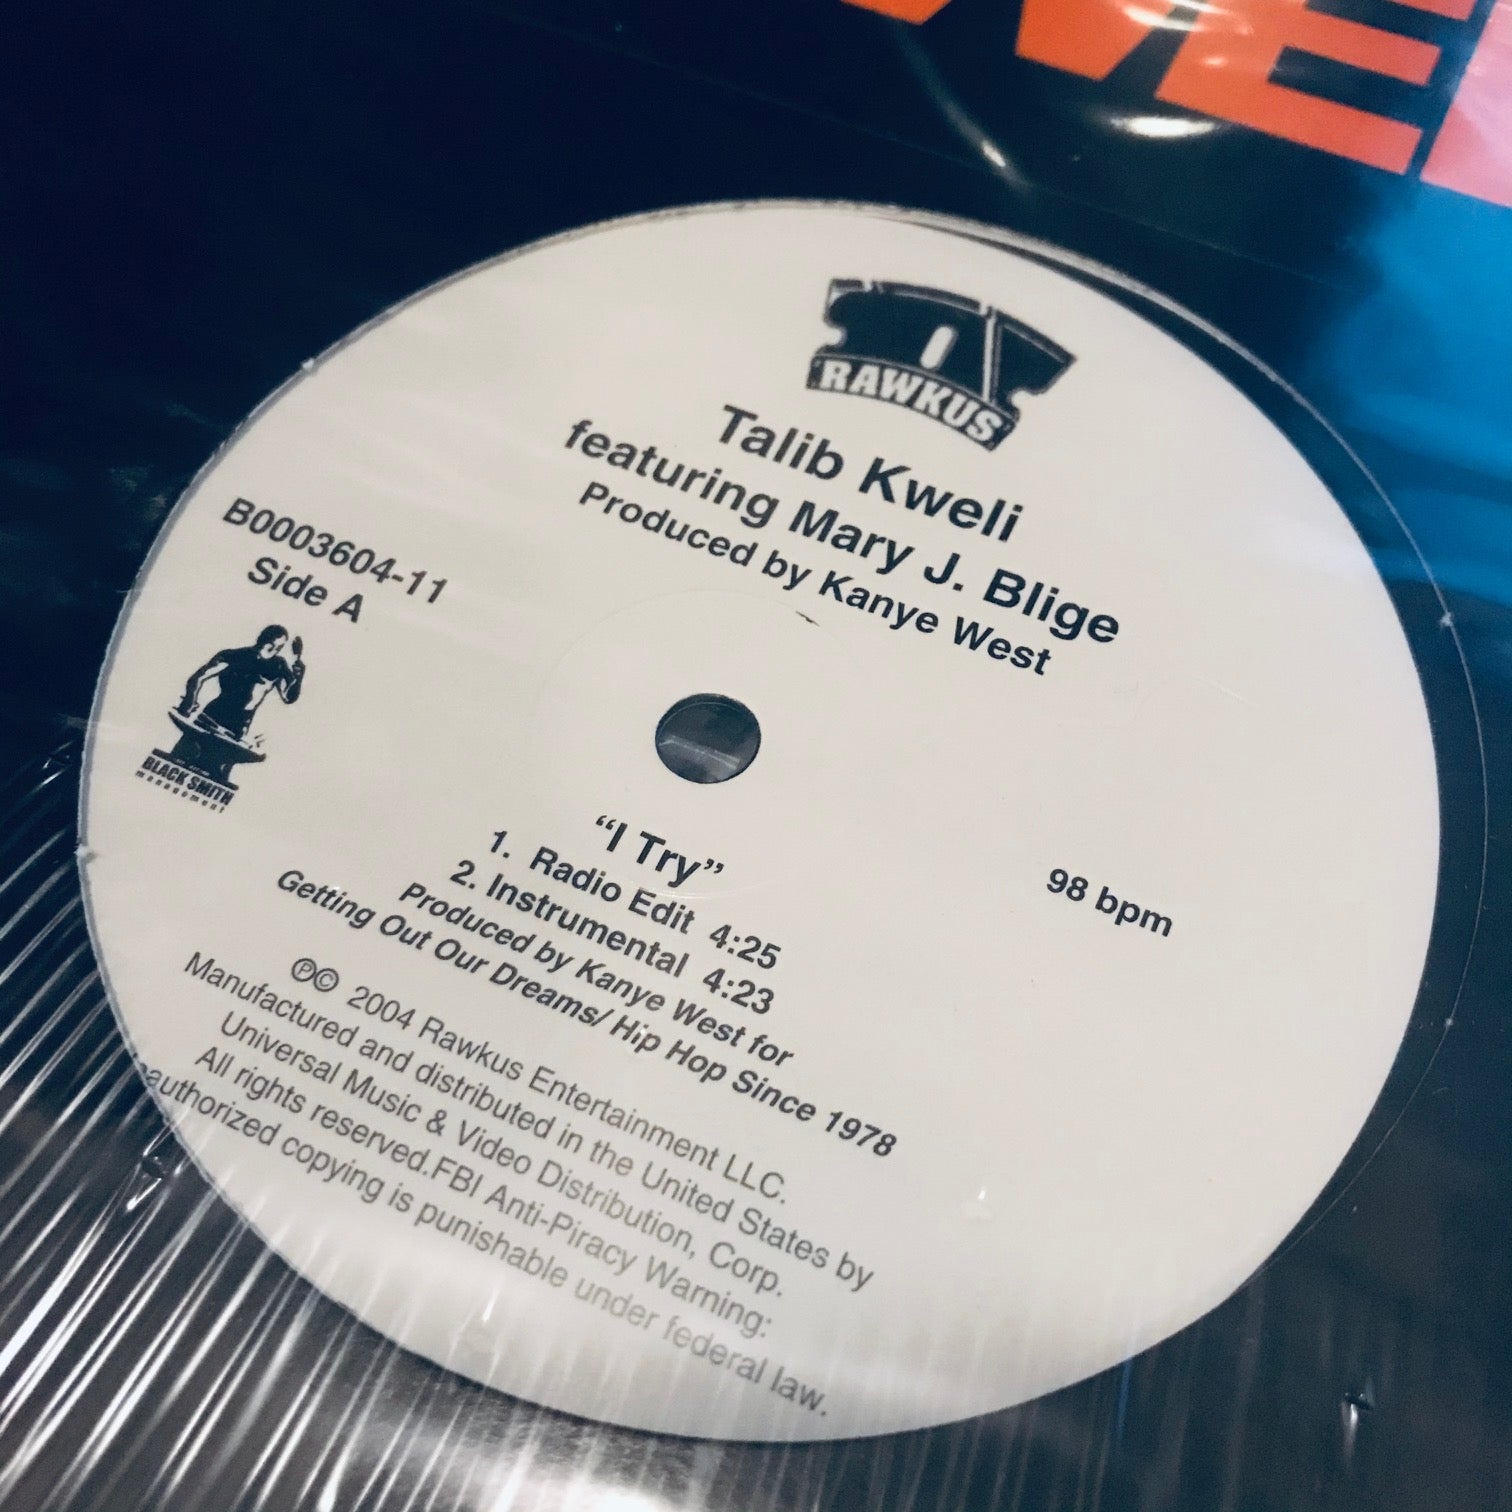 RAWKUS
Talib Kweli
featuring Mary J. Blige
Produced by Kanye West
B0003604-11
Side A
BLACK SMITH
management
"I Try"
1. Radio Edit 4:25
2. Instrumental 4:23
Produced by Kanye West for
Getting Out Our Dreams/ Hip Hop Since 1978
98 bpm
℗© 2004 Rawkus Entertainment LLC.
Manufactured and distributed in the United States by
Universal Music & Video Distribution, Corp.
All rights reserved.FBI Anti-Piracy Warning:
authorized copying is punishable under federal law.